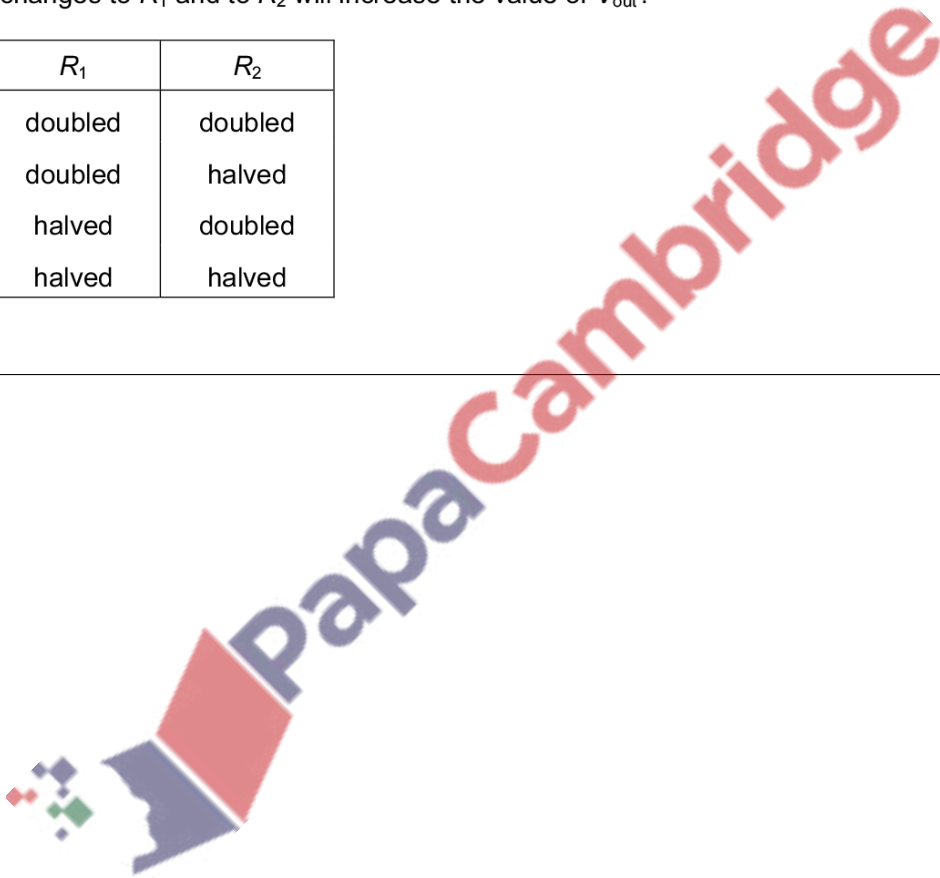 changes to R1 and to R2 will increase the value of Vout?
R1 R2
doubled doubled
doubled halved
halved doubled
halved halved
PapaCambridge